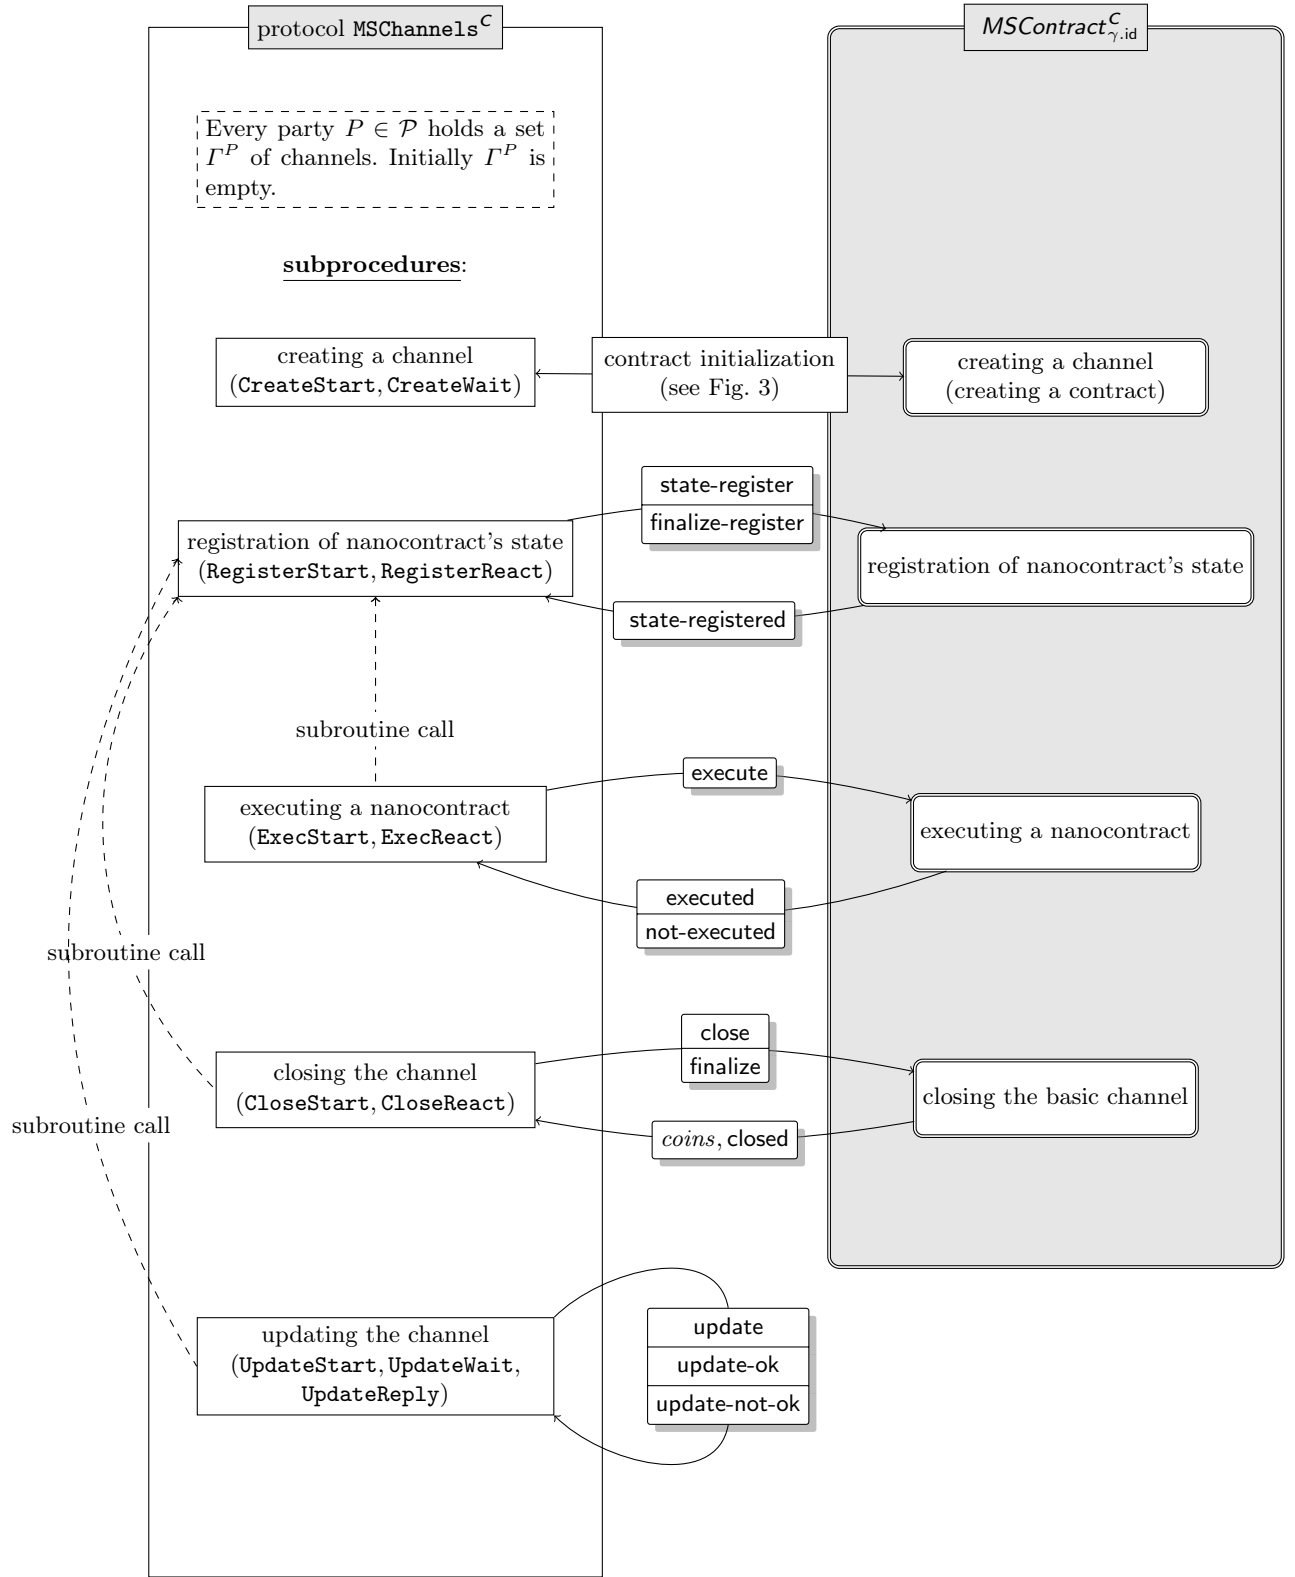 protocol MSChannels^C
MSContract^C_γ.id
Every party P ∈ 𝒫 holds a set
Γ^P of channels. Initially Γ^P is
empty.
subprocedures:
creating a channel
(CreateStart, CreateWait)
contract initialization
(see Fig. 3)
creating a channel
(creating a contract)
state-register
finalize-register
registration of nanocontract's state
(RegisterStart, RegisterReact)
registration of nanocontract's state
state-registered
subroutine call
execute
executing a nanocontract
(ExecStart, ExecReact)
executing a nanocontract
executed
not-executed
subroutine call
close
finalize
closing the channel
(CloseStart, CloseReact)
closing the basic channel
coins, closed
subroutine call
updating the channel
(UpdateStart, UpdateWait,
UpdateReply)
update
update-ok
update-not-ok